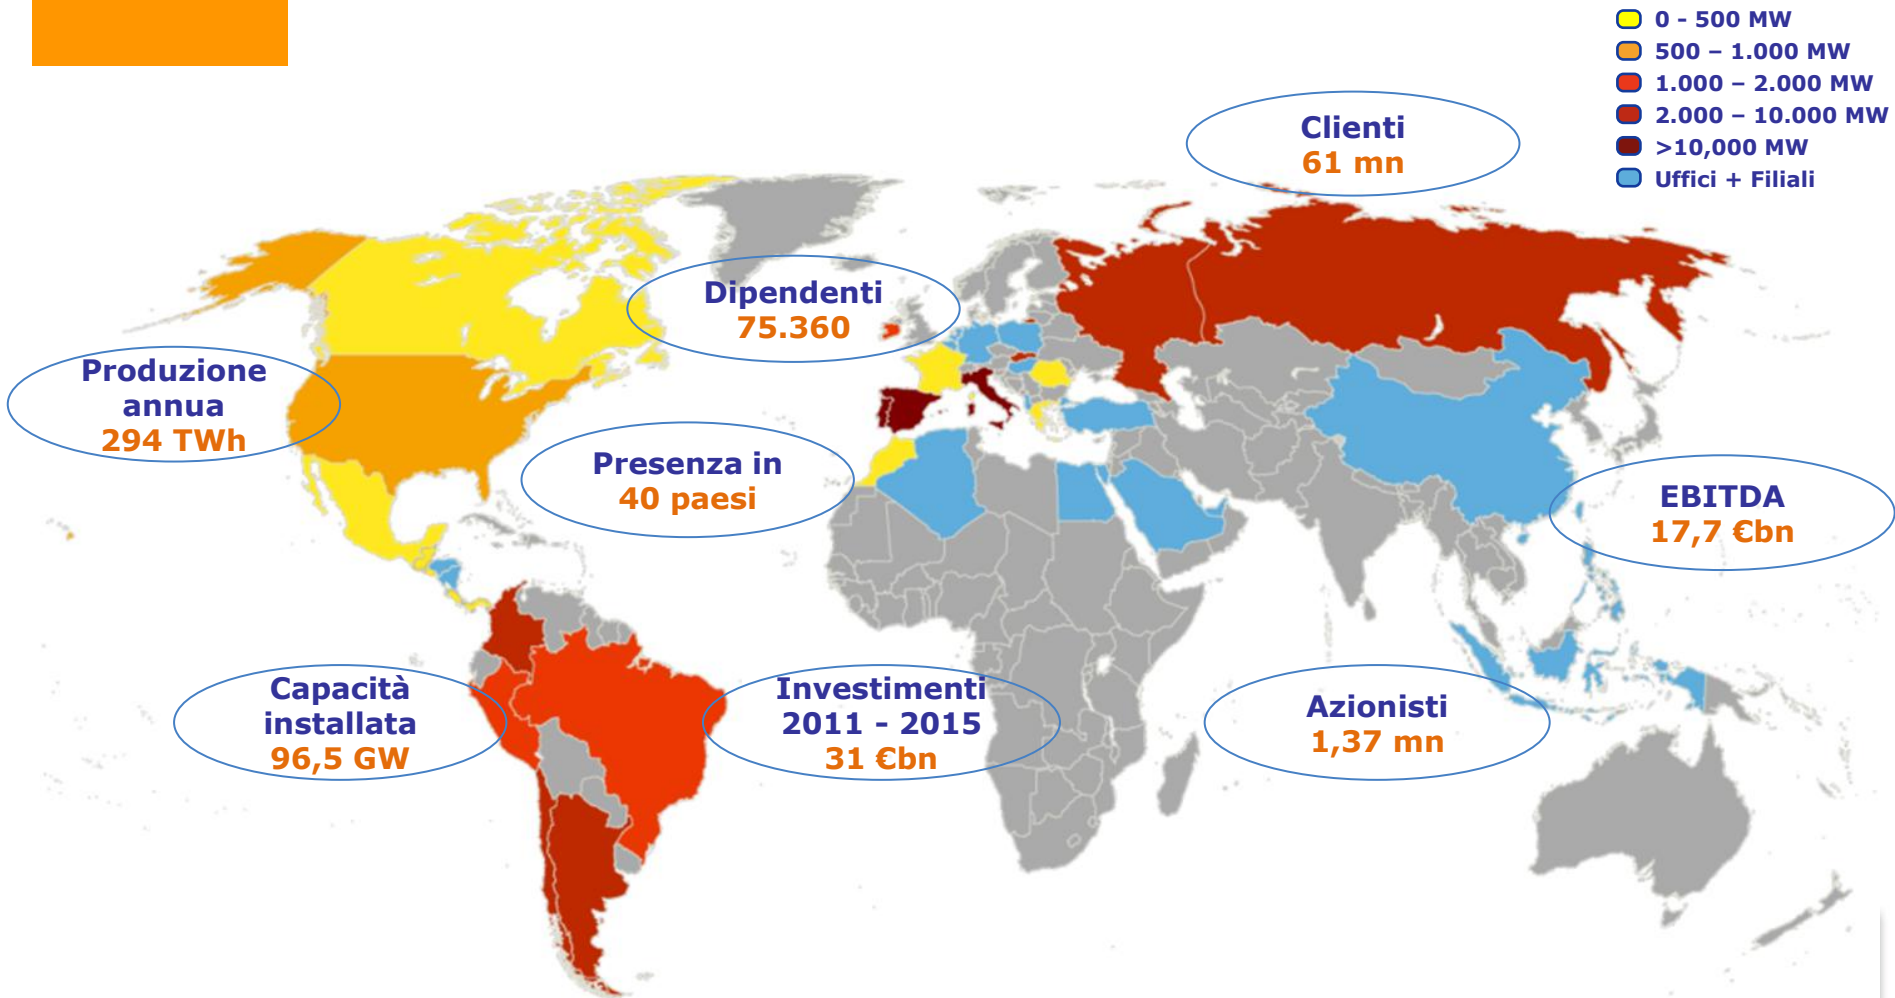 0 - 500 MW
500 – 1.000 MW
1.000 – 2.000 MW
2.000 – 10.000 MW
>10,000 MW
Uffici + Filiali
Clienti
61 mn
Dipendenti
75.360
Produzione
annua
294 TWh
Presenza in
40 paesi
EBITDA
17,7 €bn
Capacità
installata
96,5 GW
Investimenti
2011 - 2015
31 €bn
Azionisti
1,37 mn